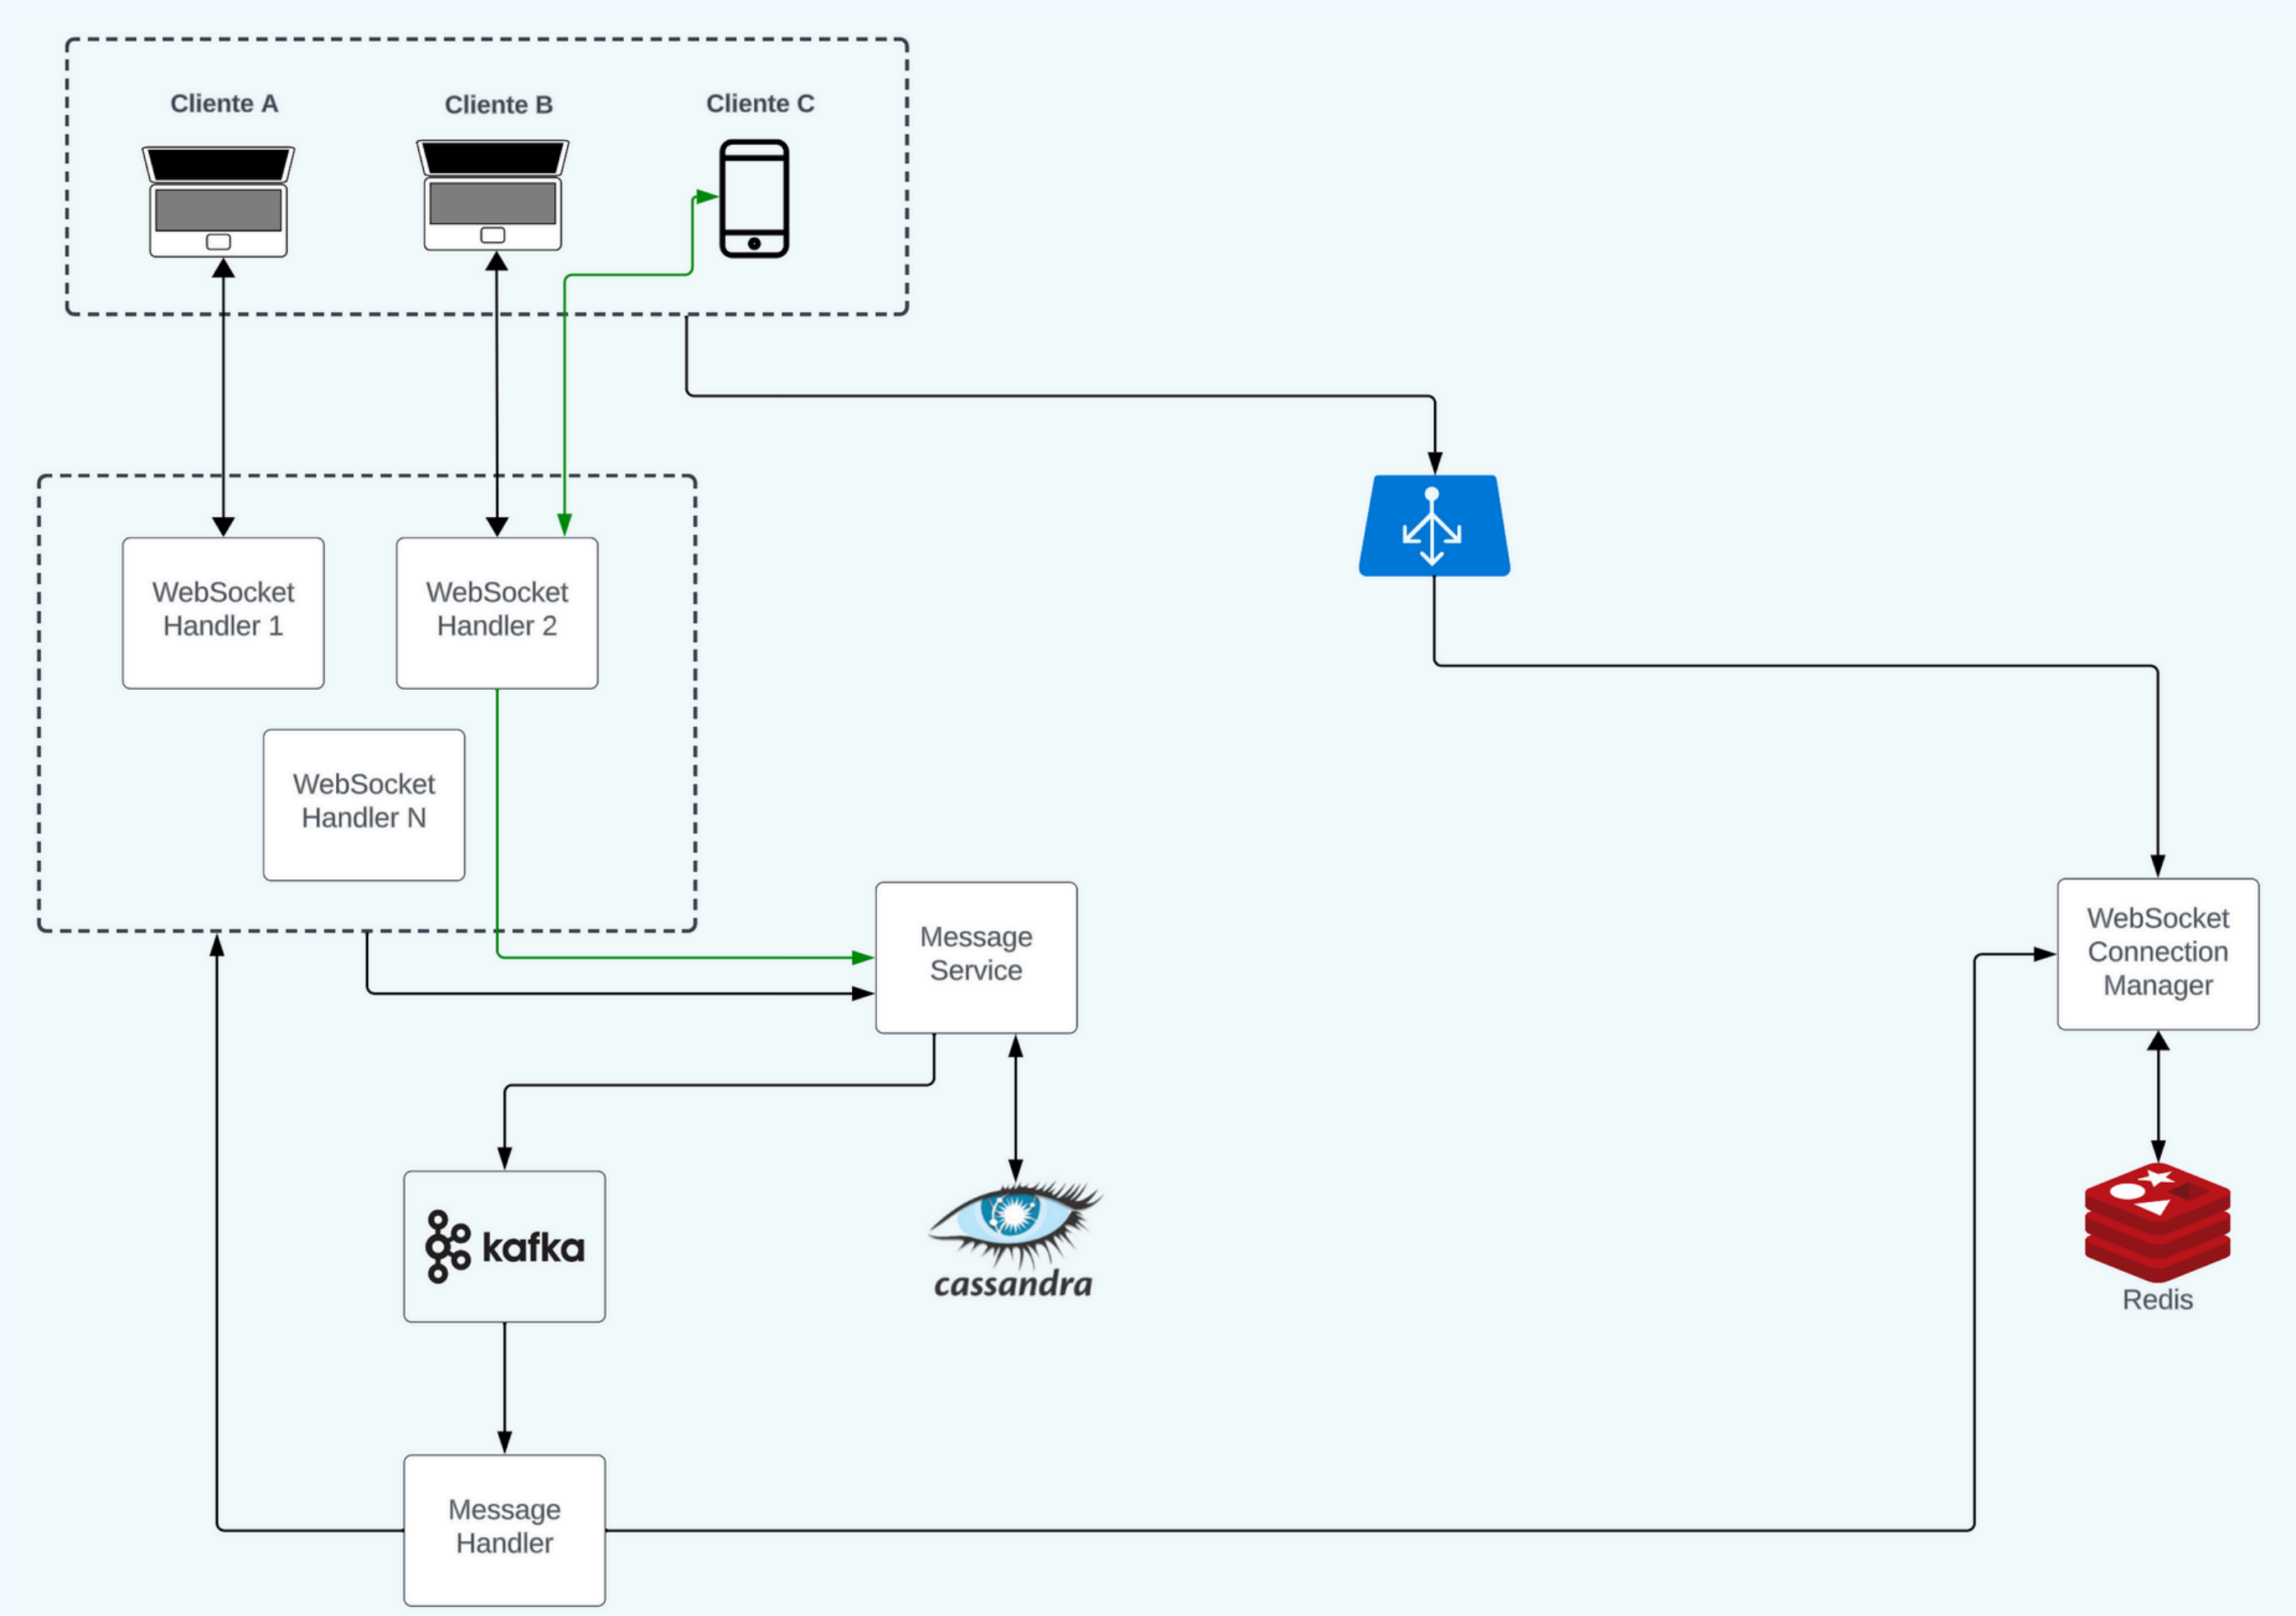 Cliente A
Cliente B
Cliente C
WebSocket
Handler 1
WebSocket
Handler 2
WebSocket
Handler N
Message
Service
WebSocket
Connection
Manager
kafka
cassandra
Redis
Message
Handler